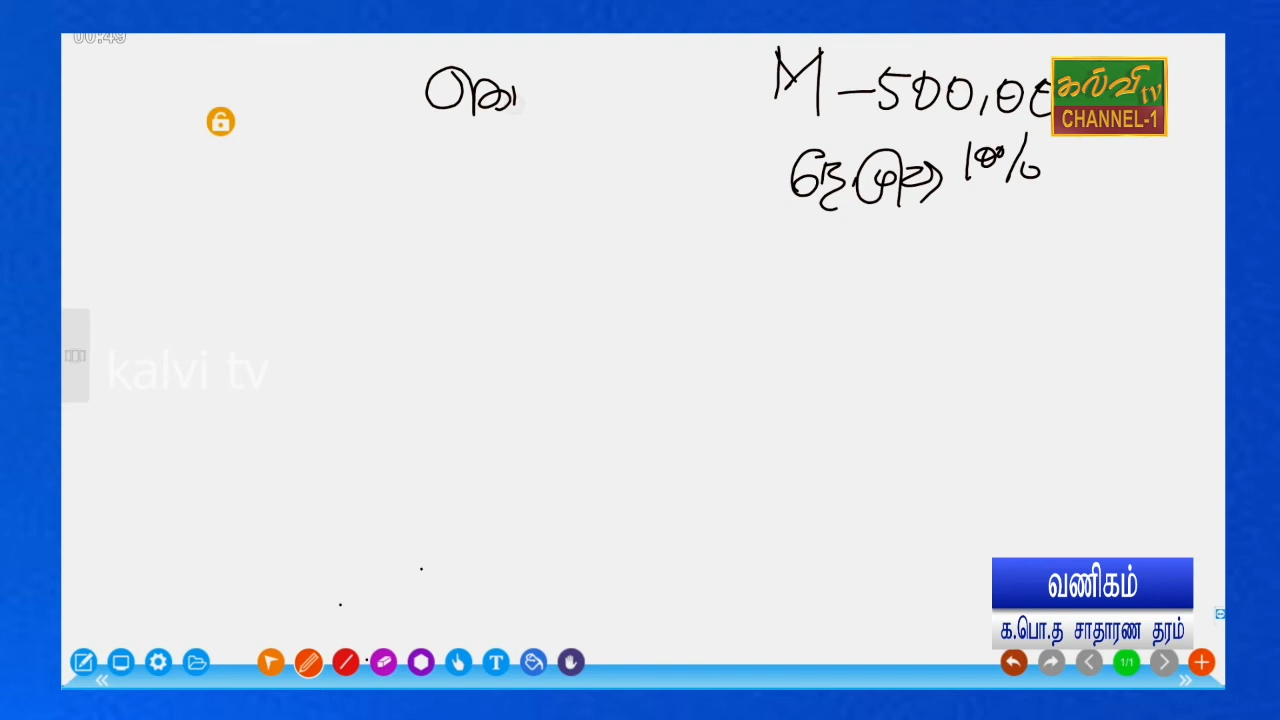 00:49
M - 500,00
நே.முறை 10%
கல்வி tv
CHANNEL-1
kalvi tv
வணிகம்
க.பொ.த சாதாரண தரம்
T
1/1